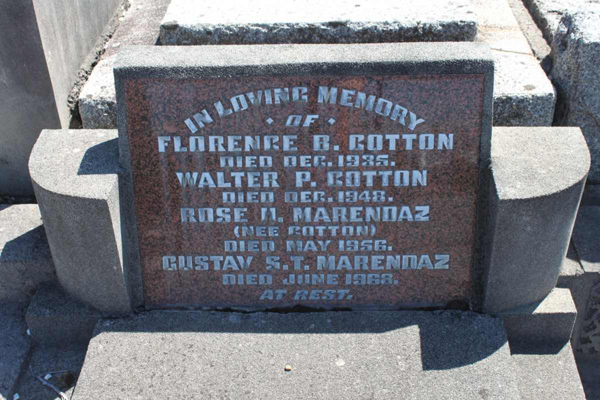 IN LOVING MEMORY
• OF •
FLORENCE B. COTTON
DIED DEC. 1935.
WALTER P. COTTON
DIED DEC. 1948.
ROSE H. MARENDAZ
(NEE COTTON)
DIED MAY 1956.
GUSTAV S.T. MARENDAZ
DIED JUNE 1968.
AT REST.